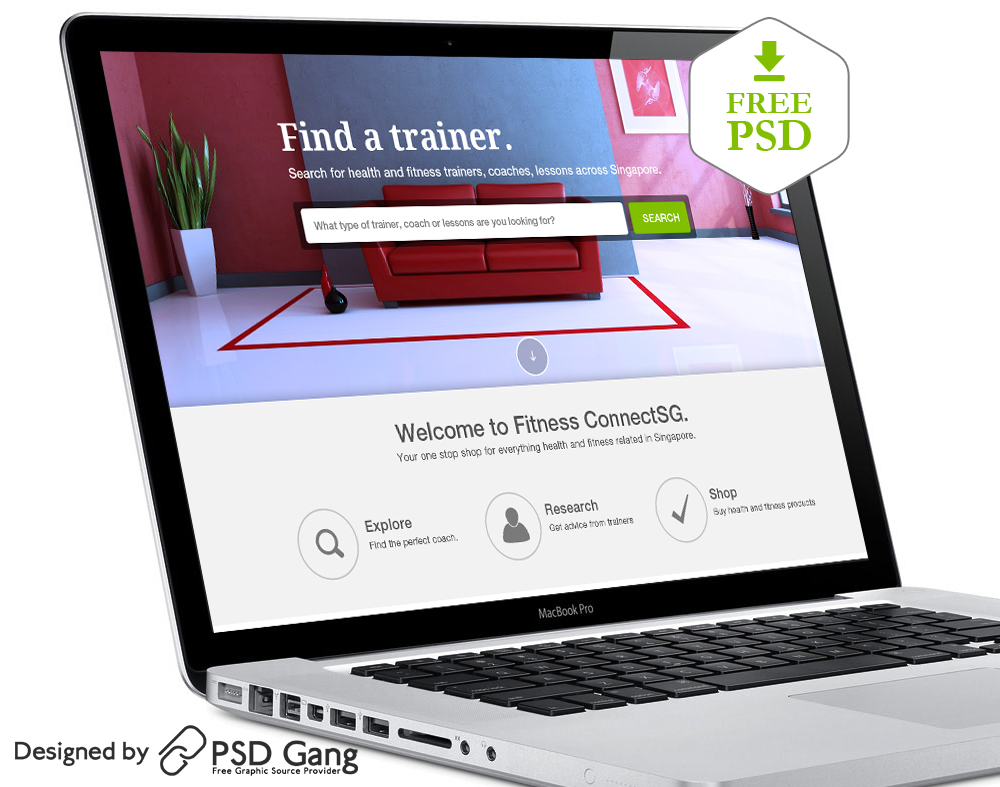 FREE
PSD
Find a trainer.
Search for health and fitness trainers, coaches, lessons across Singapore.
What type of trainer, coach or lessons are you looking for?
SEARCH
Welcome to Fitness ConnectSG.
Your one stop shop for everything health and fitness related in Singapore.
Explore
Find the perfect coach.
Research
Get advice from trainers
Shop
Buy health and fitness products
MacBook Pro
Designed by PSD Gang
Free Graphic Source Provider